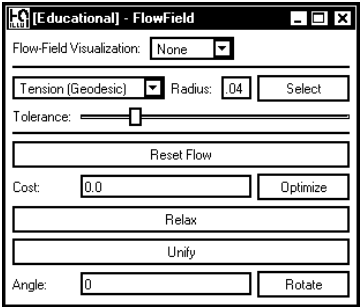 [Educational] - FlowField
Flow-Field Visualization: None
Tension (Geodesic) Radius: .04 Select
Tolerance:
Reset Flow
Cost: 0.0 Optimize
Relax
Unify
Angle: 0 Rotate